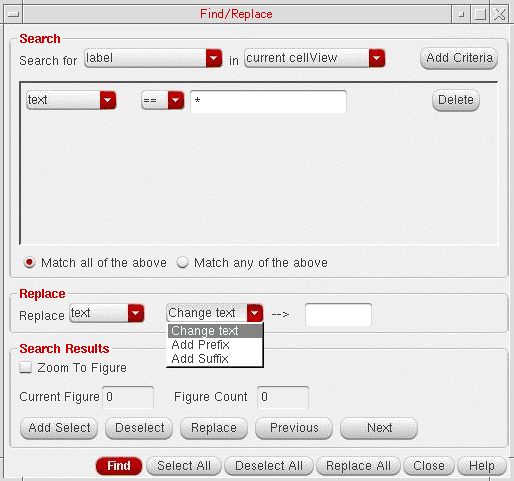 Find/Replace
Search
Search for label in current cellView Add Criteria
text == * Delete
Match all of the above Match any of the above
Replace
Replace text Change text -->
Change text
Add Prefix
Add Suffix
Search Results
Zoom To Figure
Current Figure 0 Figure Count 0
Add Select Deselect Replace Previous Next
Find Select All Deselect All Replace All Close Help